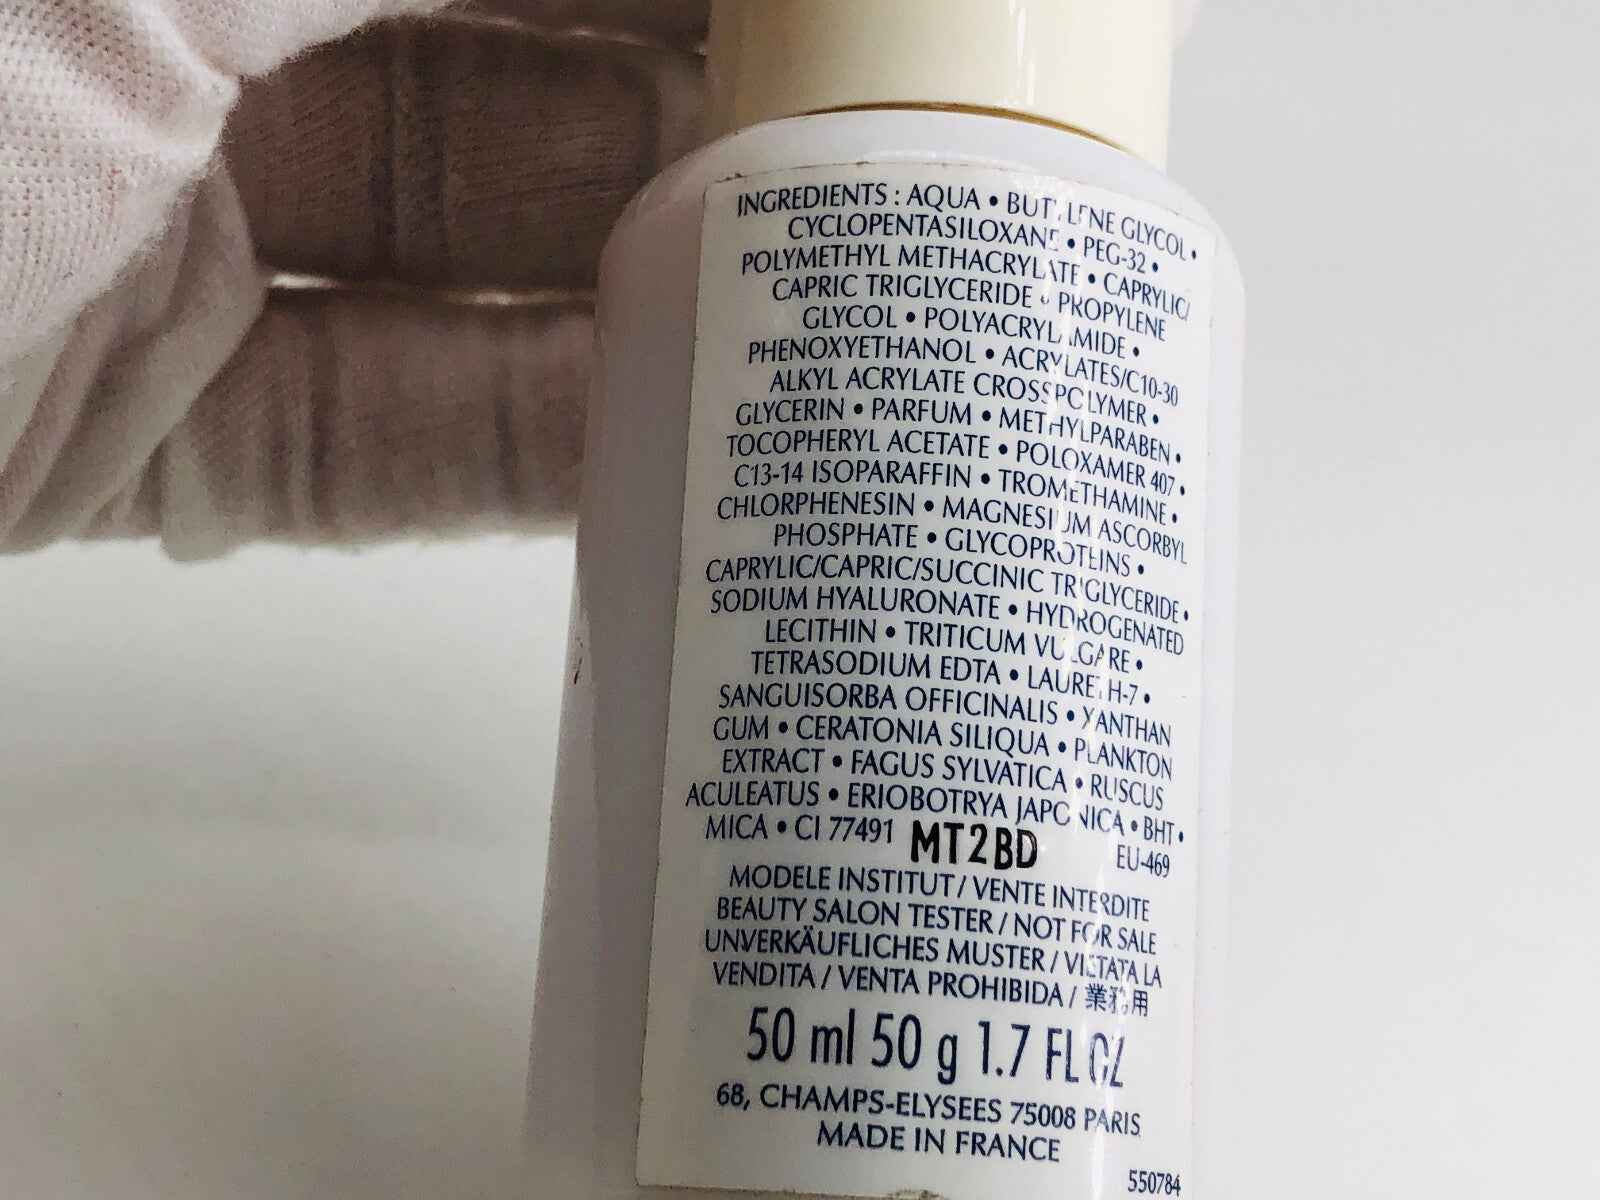 INGREDIENTS : AQUA • BUTYLENE GLYCOL •
CYCLOPENTASILOXANE • PEG-32 •
POLYMETHYL METHACRYLATE • CAPRYLIC/
CAPRIC TRIGLYCERIDE • PROPYLENE
GLYCOL • POLYACRYLAMIDE •
PHENOXYETHANOL • ACRYLATES/C10-30
ALKYL ACRYLATE CROSSPOLYMER •
GLYCERIN • PARFUM • METHYLPARABEN •
TOCOPHERYL ACETATE • POLOXAMER 407 •
C13-14 ISOPARAFFIN • TROMETHAMINE •
CHLORPHENESIN • MAGNESIUM ASCORBYL
PHOSPHATE • GLYCOPROTEINS •
CAPRYLIC/CAPRIC/SUCCINIC TRIGLYCERIDE •
SODIUM HYALURONATE • HYDROGENATED
LECITHIN • TRITICUM VULGARE •
TETRASODIUM EDTA • LAURETH-7 •
SANGUISORBA OFFICINALIS • XANTHAN
GUM • CERATONIA SILIQUA • PLANKTON
EXTRACT • FAGUS SYLVATICA • RUSCUS
ACULEATUS • ERIOBOTRYA JAPONICA • BHT •
MICA • CI 77491 MT2BD EU-469
MODELE INSTITUT / VENTE INTERDITE
BEAUTY SALON TESTER / NOT FOR SALE
UNVERKÄUFLICHES MUSTER / VIETATA LA
VENDITA / VENTA PROHIBIDA / 業務用
50 ml 50 g 1.7 FL OZ
68, CHAMPS-ELYSEES 75008 PARIS
MADE IN FRANCE
550784